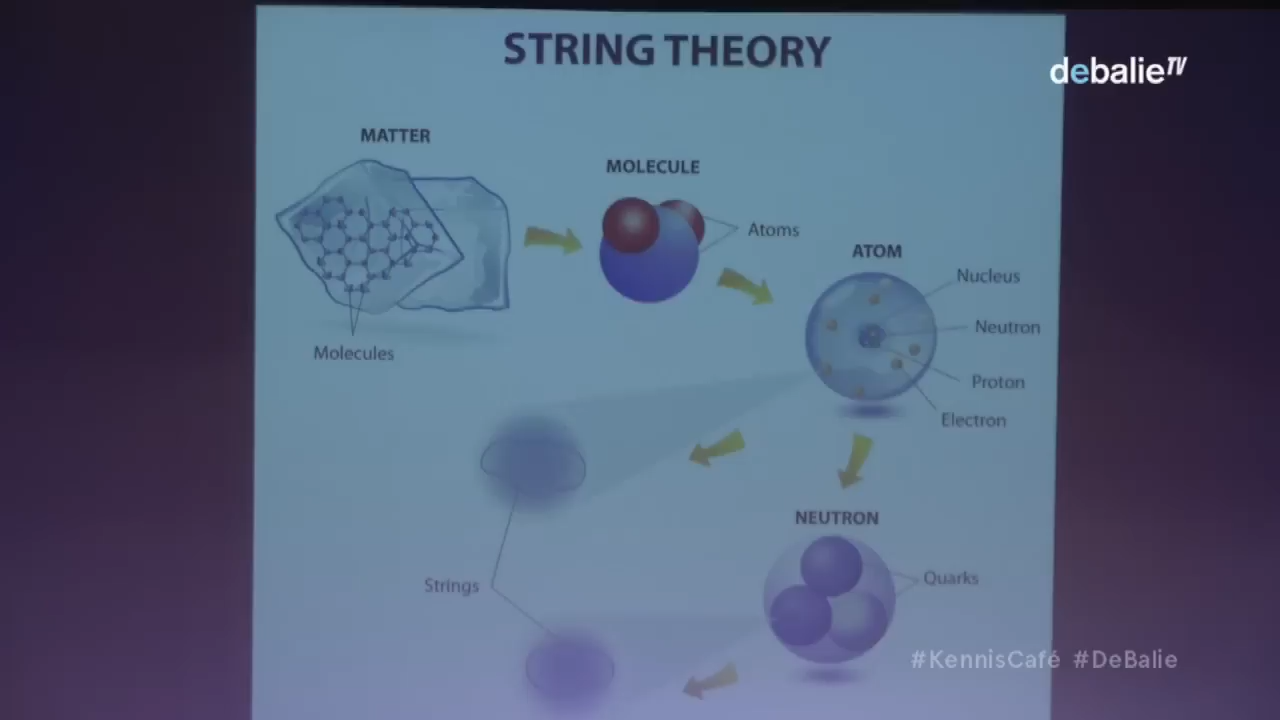 STRING THEORY
debalieTV
MATTER
MOLECULE
Atoms
ATOM
Nucleus
Neutron
Proton
Electron
Molecules
NEUTRON
Quarks
Strings
#KennisCafé #DeBalie